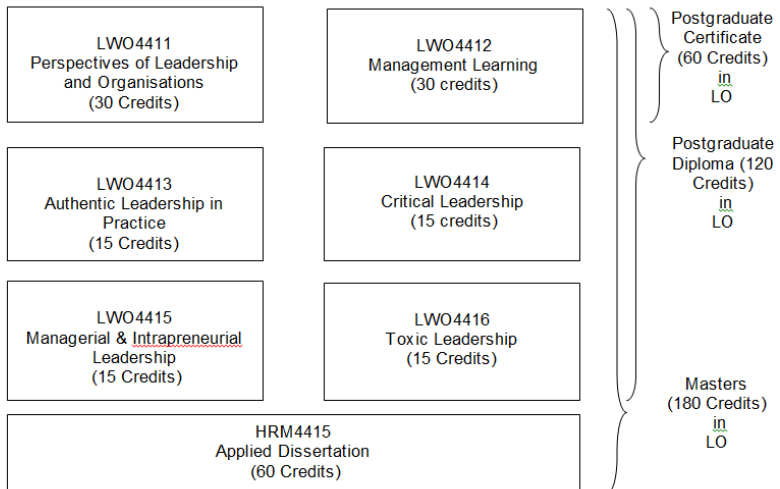 LWO4411
Perspectives of Leadership
and Organisations
(30 Credits)
LWO4412
Management Learning
(30 credits)
Postgraduate
Certificate
(60 Credits)
in
LO
LWO4413
Authentic Leadership in
Practice
(15 Credits)
LWO4414
Critical Leadership
(15 credits)
Postgraduate
Diploma (120
Credits)
in
LO
LWO4415
Managerial & Intrapreneurial
Leadership
(15 Credits)
LWO4416
Toxic Leadership
(15 Credits)
Masters
(180 Credits)
in
LO
HRM4415
Applied Dissertation
(60 Credits)